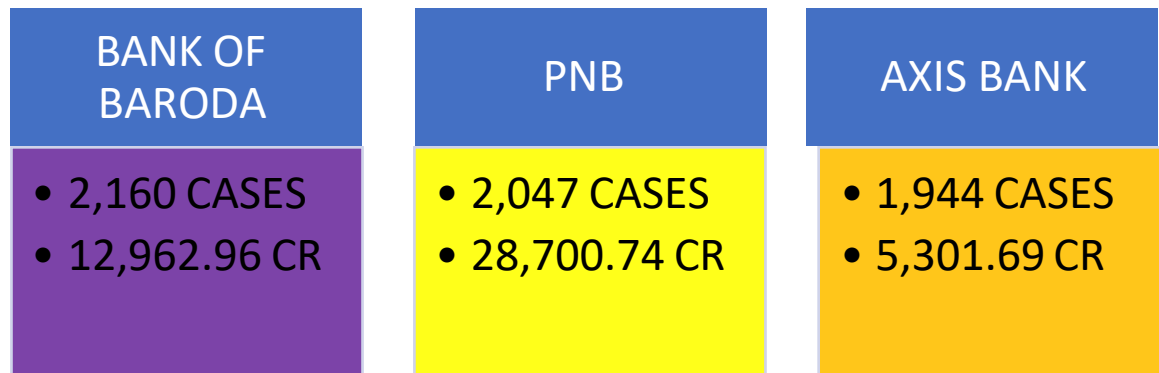 BANK OF
BARODA
• 2,160 CASES
• 12,962.96 CR
PNB
• 2,047 CASES
• 28,700.74 CR
AXIS BANK
• 1,944 CASES
• 5,301.69 CR